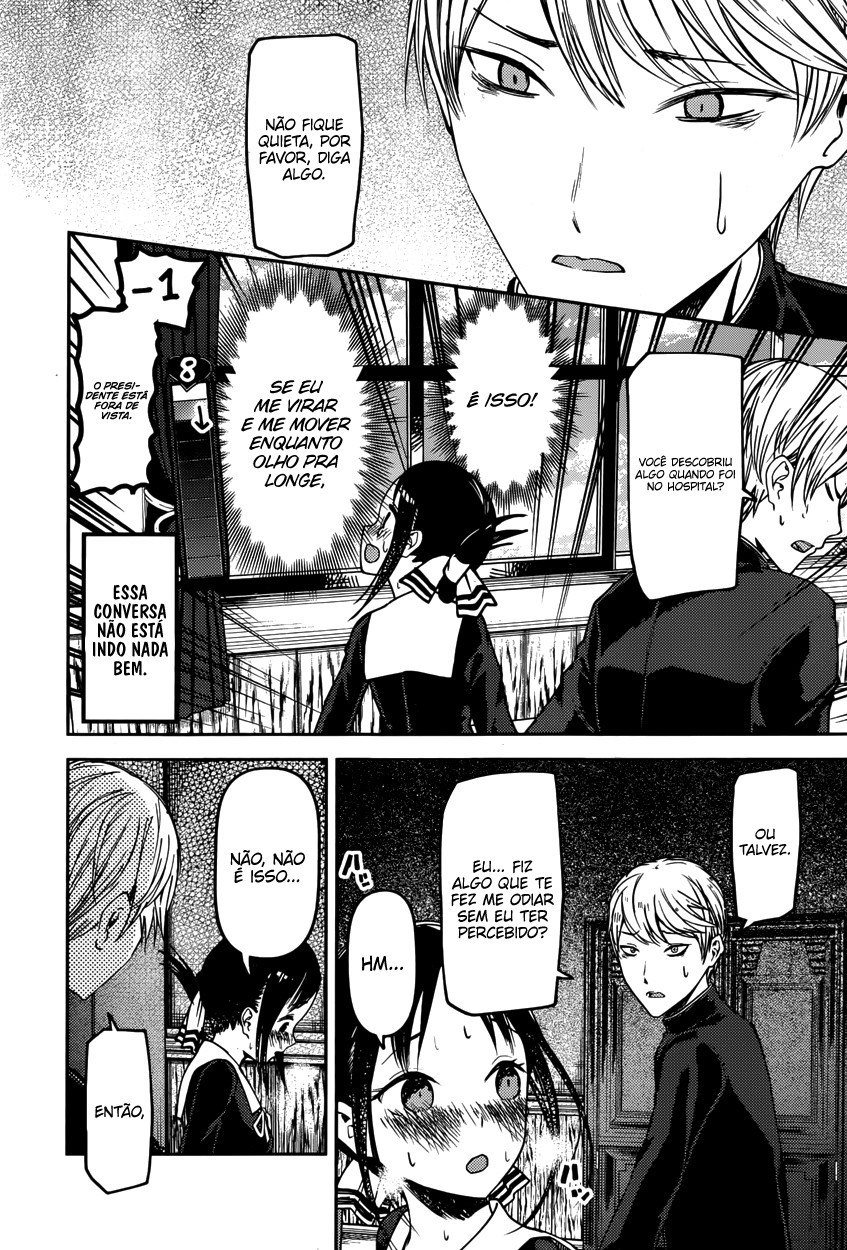 NÃO FIQUE
QUIETA, POR
FAVOR, DIGA
ALGO.
VOCÊ DESCOBRIU
ALGO QUANDO FOI
NO HOSPITAL?
É ISSO!
SE EU
ME VIRAR
E ME MOVER
ENQUANTO
OLHO PRA
LONGE,
-1
8
O PRESI-
DENTE ESTÁ
FORA DE
VISTA.
ESSA
CONVERSA
NÃO ESTÁ
INDO NADA
BEM.
OU
TALVEZ.
EU... FIZ
ALGO QUE TE
FEZ ME ODIAR
SEM EU TER
PERCEBIDO?
HM...
NÃO, NÃO
É ISSO...
ENTÃO,